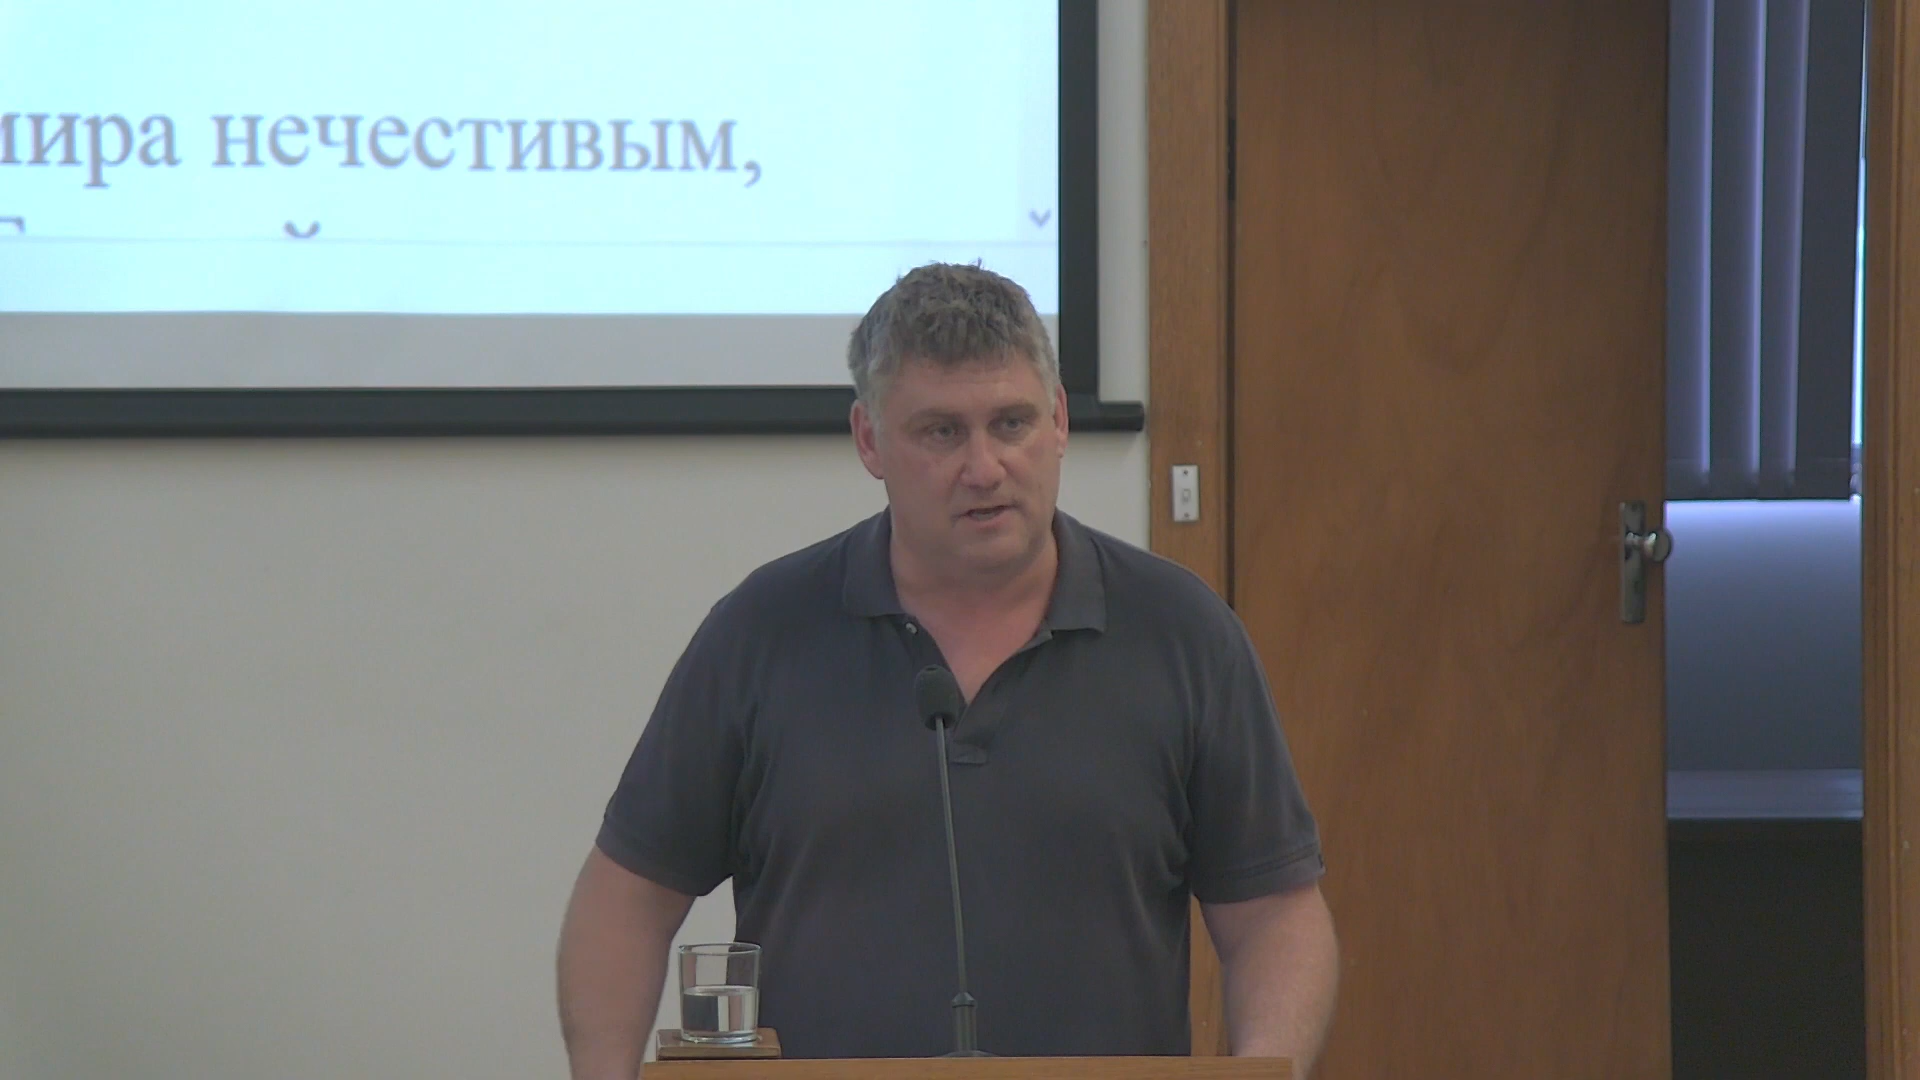 мира нечестивым,